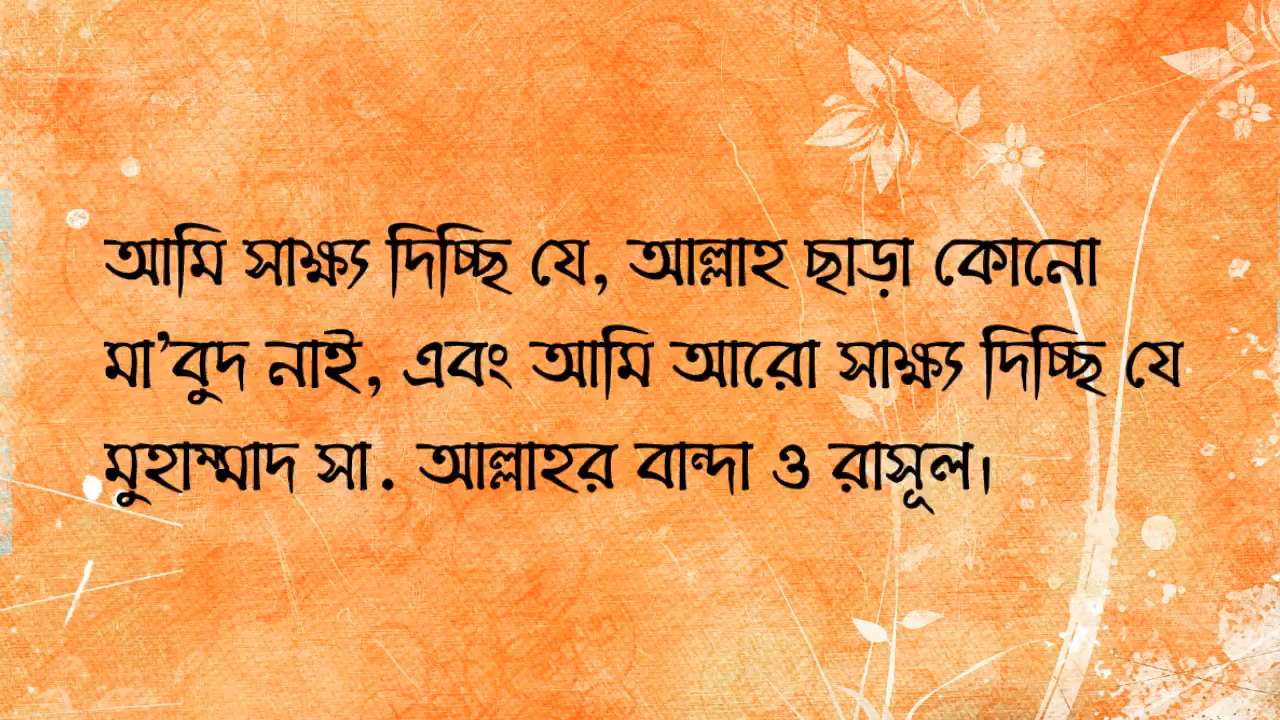 আমি সাক্ষ্য দিচ্ছি যে, আল্লাহ ছাড়া কোনো
মা’বুদ নাই, এবং আমি আরো সাক্ষ্য দিচ্ছি যে
মুহাম্মাদ সা. আল্লাহর বান্দা ও রাসূল।